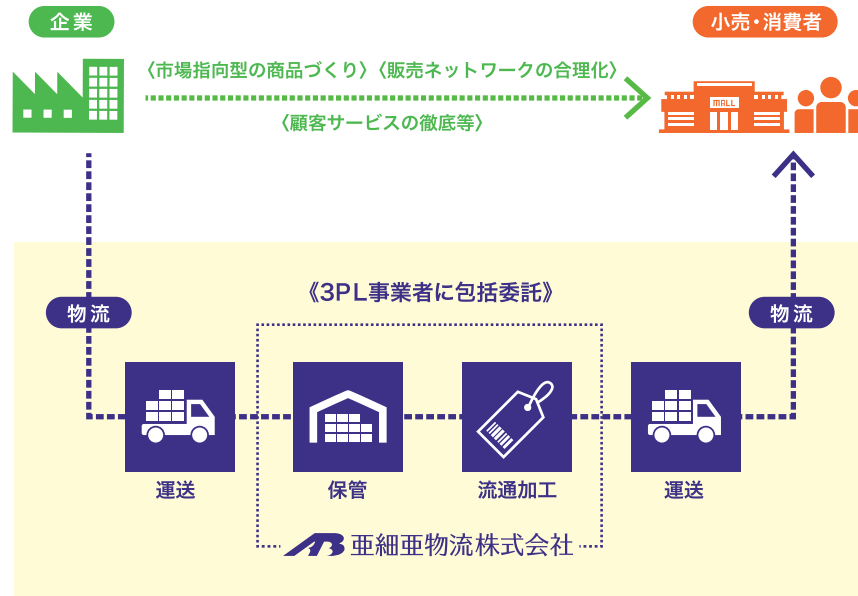 企業
小売・消費者
〈市場指向型の商品づくり〉〈販売ネットワークの合理化〉
〈顧客サービスの徹底等〉
MALL
《3PL事業者に包括委託》
物流
物流
運送
保管
流通加工
運送
AB 亜細亜物流株式会社